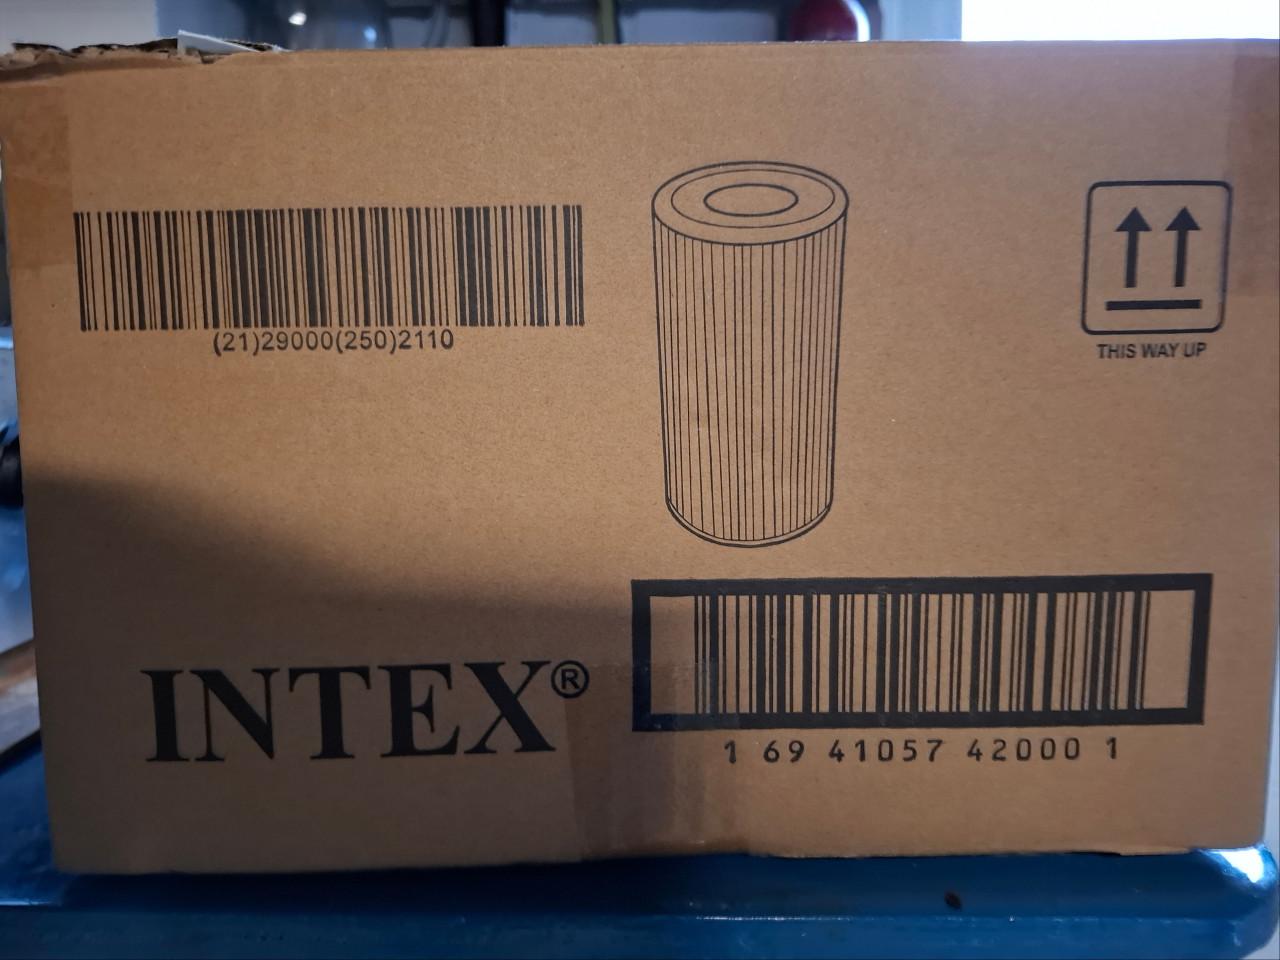 (21)29000(250)2110
THIS WAY UP
INTEX®
1 69 41057 42000 1